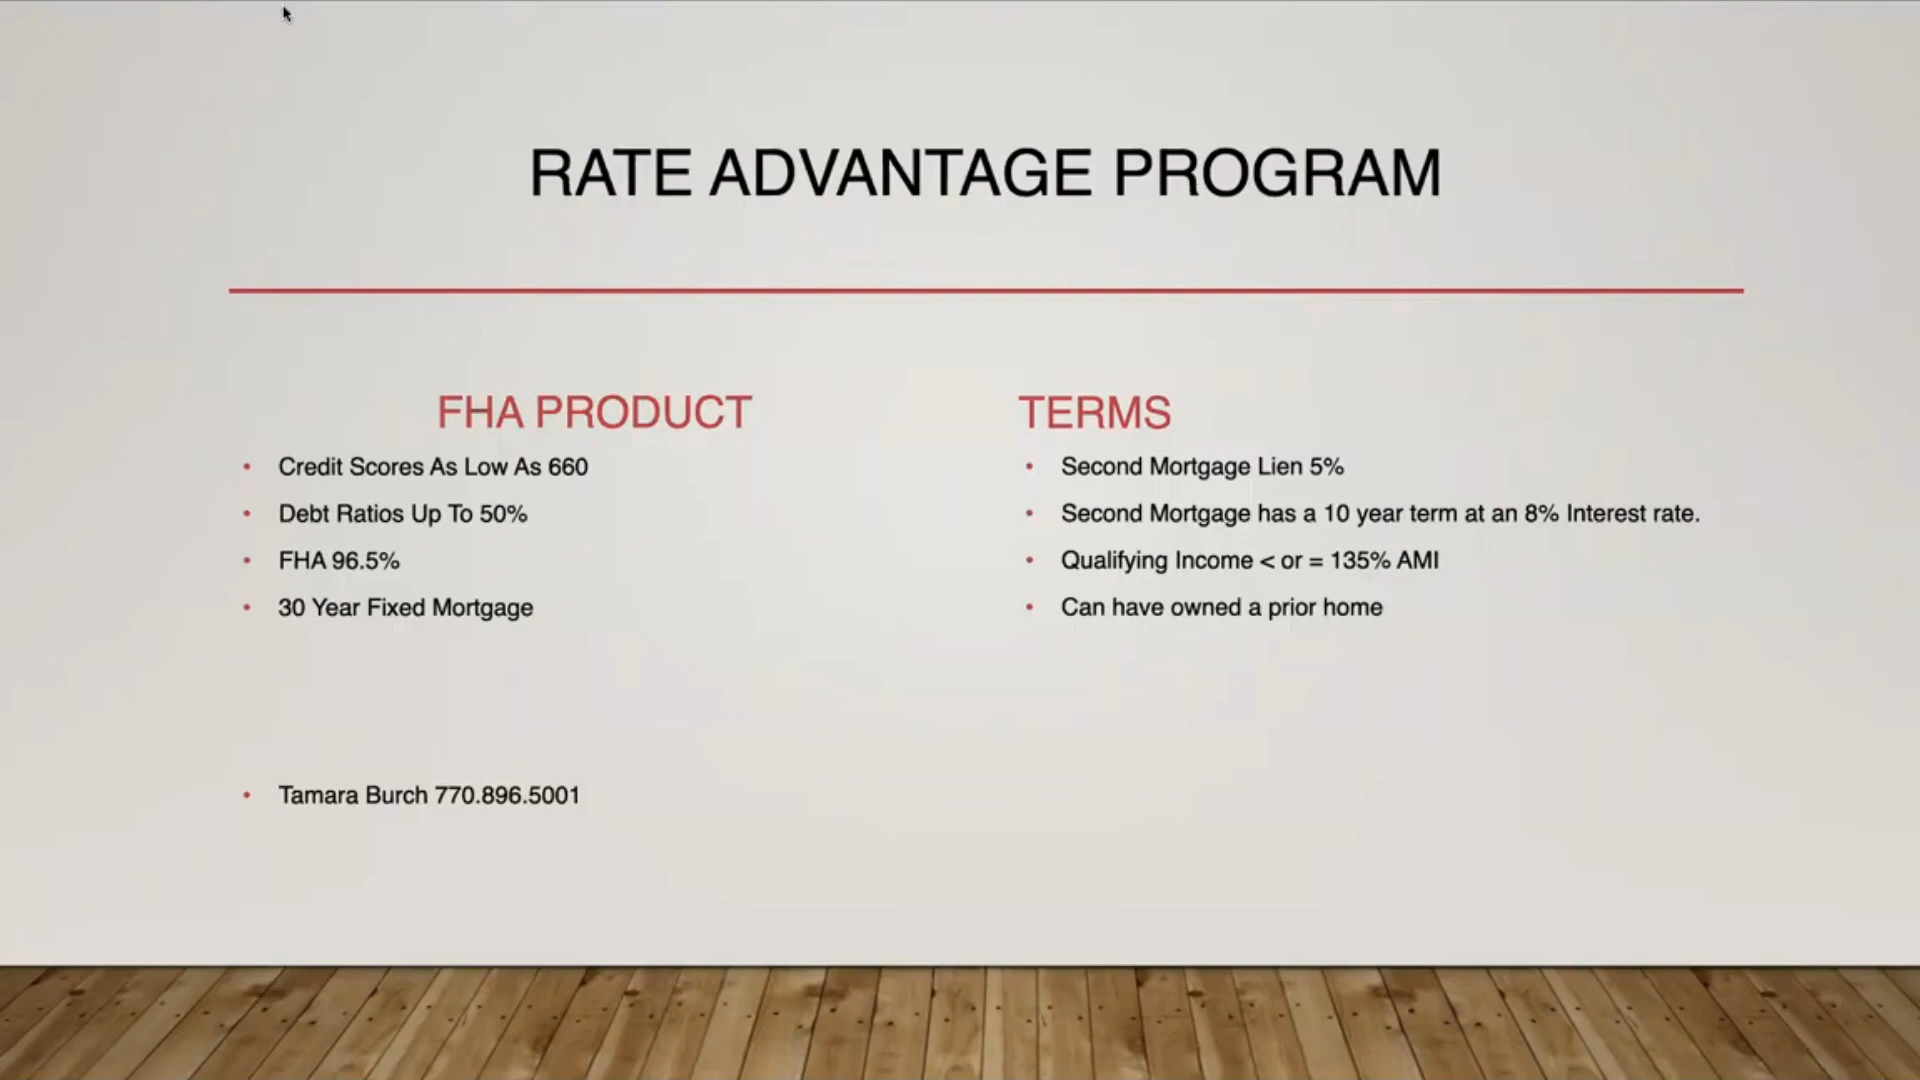 RATE ADVANTAGE PROGRAM
FHA PRODUCT
• Credit Scores As Low As 660
• Debt Ratios Up To 50%
• FHA 96.5%
• 30 Year Fixed Mortgage
• Tamara Burch 770.896.5001
TERMS
• Second Mortgage Lien 5%
• Second Mortgage has a 10 year term at an 8% Interest rate.
• Qualifying Income < or = 135% AMI
• Can have owned a prior home